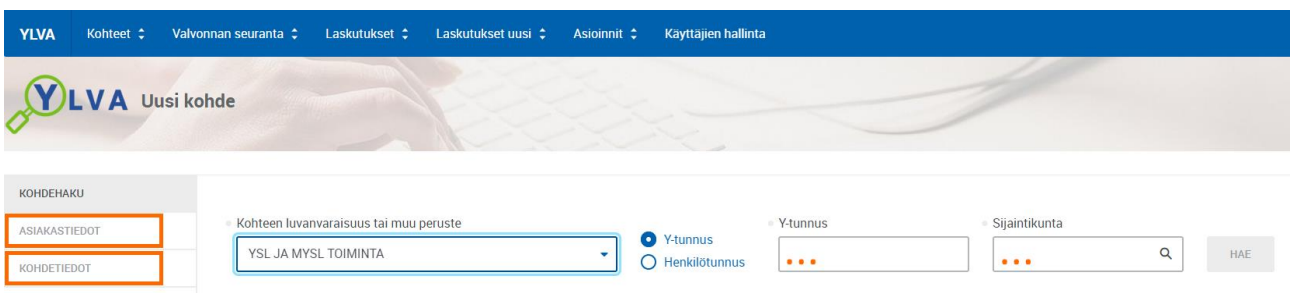 YLVA Kohteet Valvonnan seuranta Laskutukset Laskutukset uusi Asioinnit Käyttäjien hallinta
YLVA Uusi kohde
KOHDEHAKU
ASIAKASTIEDOT
KOHDETIEDOT
Kohteen luvanvaraisuus tai muu peruste
YSL JA MYSL TOIMINTA
Y-tunnus
Henkilötunnus
Y-tunnus
...
Sijaintikunta
...
HAE